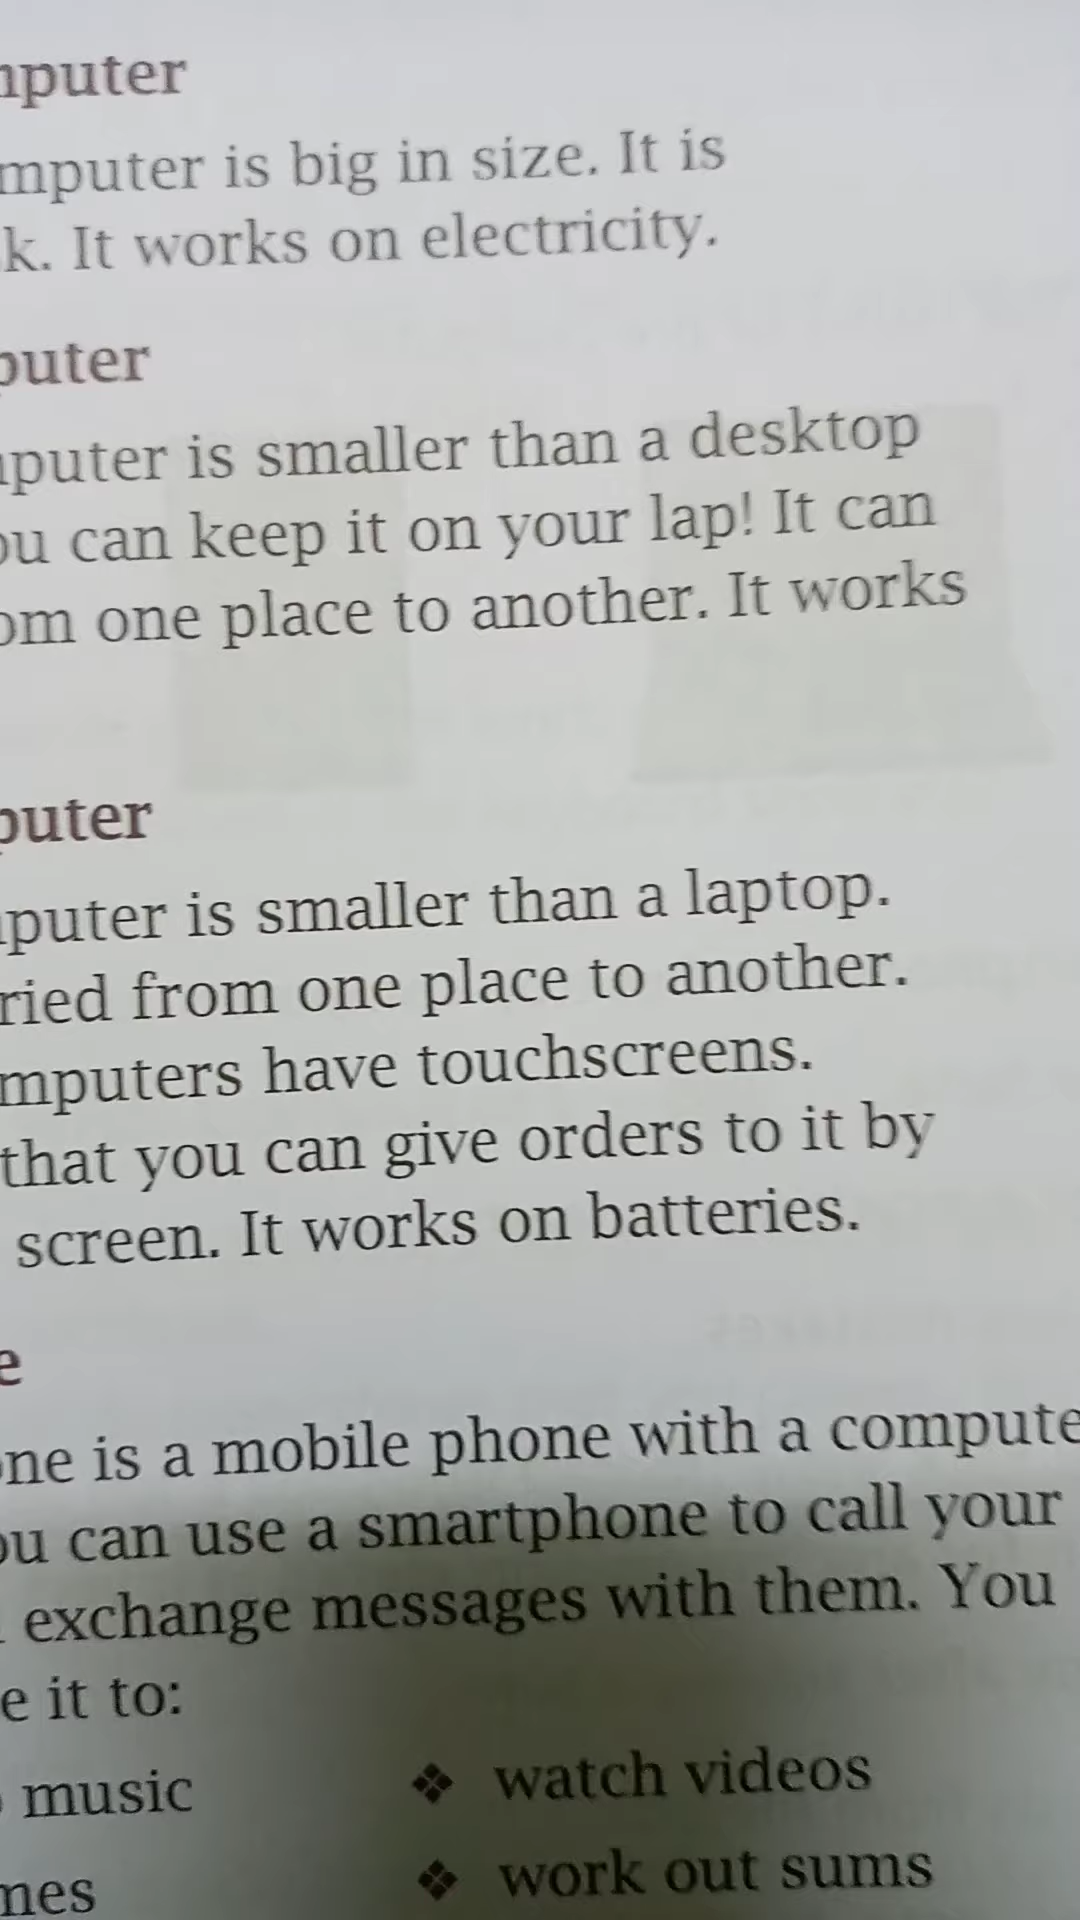 mputer
mputer is big in size. It is
k. It works on electricity.
puter
mputer is smaller than a desktop
ou can keep it on your lap! It can
om one place to another. It works
puter
mputer is smaller than a laptop.
ried from one place to another.
mputers have touchscreens.
that you can give orders to it by
screen. It works on batteries.
e
ne is a mobile phone with a compute
ou can use a smartphone to call your
exchange messages with them. You
e it to:
music ❖ watch videos
mes ❖ work out sums